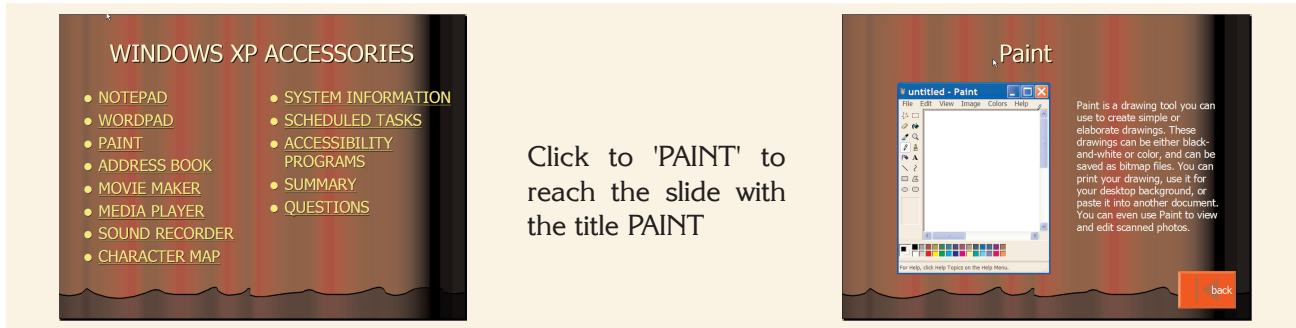 WINDOWS XP ACCESSORIES
• NOTEPAD
• WORDPAD
• PAINT
• ADDRESS BOOK
• MOVIE MAKER
• MEDIA PLAYER
• SOUND RECORDER
• CHARACTER MAP
• SYSTEM INFORMATION
• SCHEDULED TASKS
• ACCESSIBILITY
PROGRAMS
• SUMMARY
• QUESTIONS
Click to 'PAINT' to
reach the slide with
the title PAINT
Paint
untitled - Paint
File Edit View Image Colors Help
A
For Help, click Help Topics on the Help Menu.
Paint is a drawing tool you can
use to create simple or
elaborate drawings. These
drawings can be either black-
and-white or color, and can be
saved as bitmap files. You can
print your drawing, use it for
your desktop background, or
paste it into another document.
You can even use Paint to view
and edit scanned photos.
back